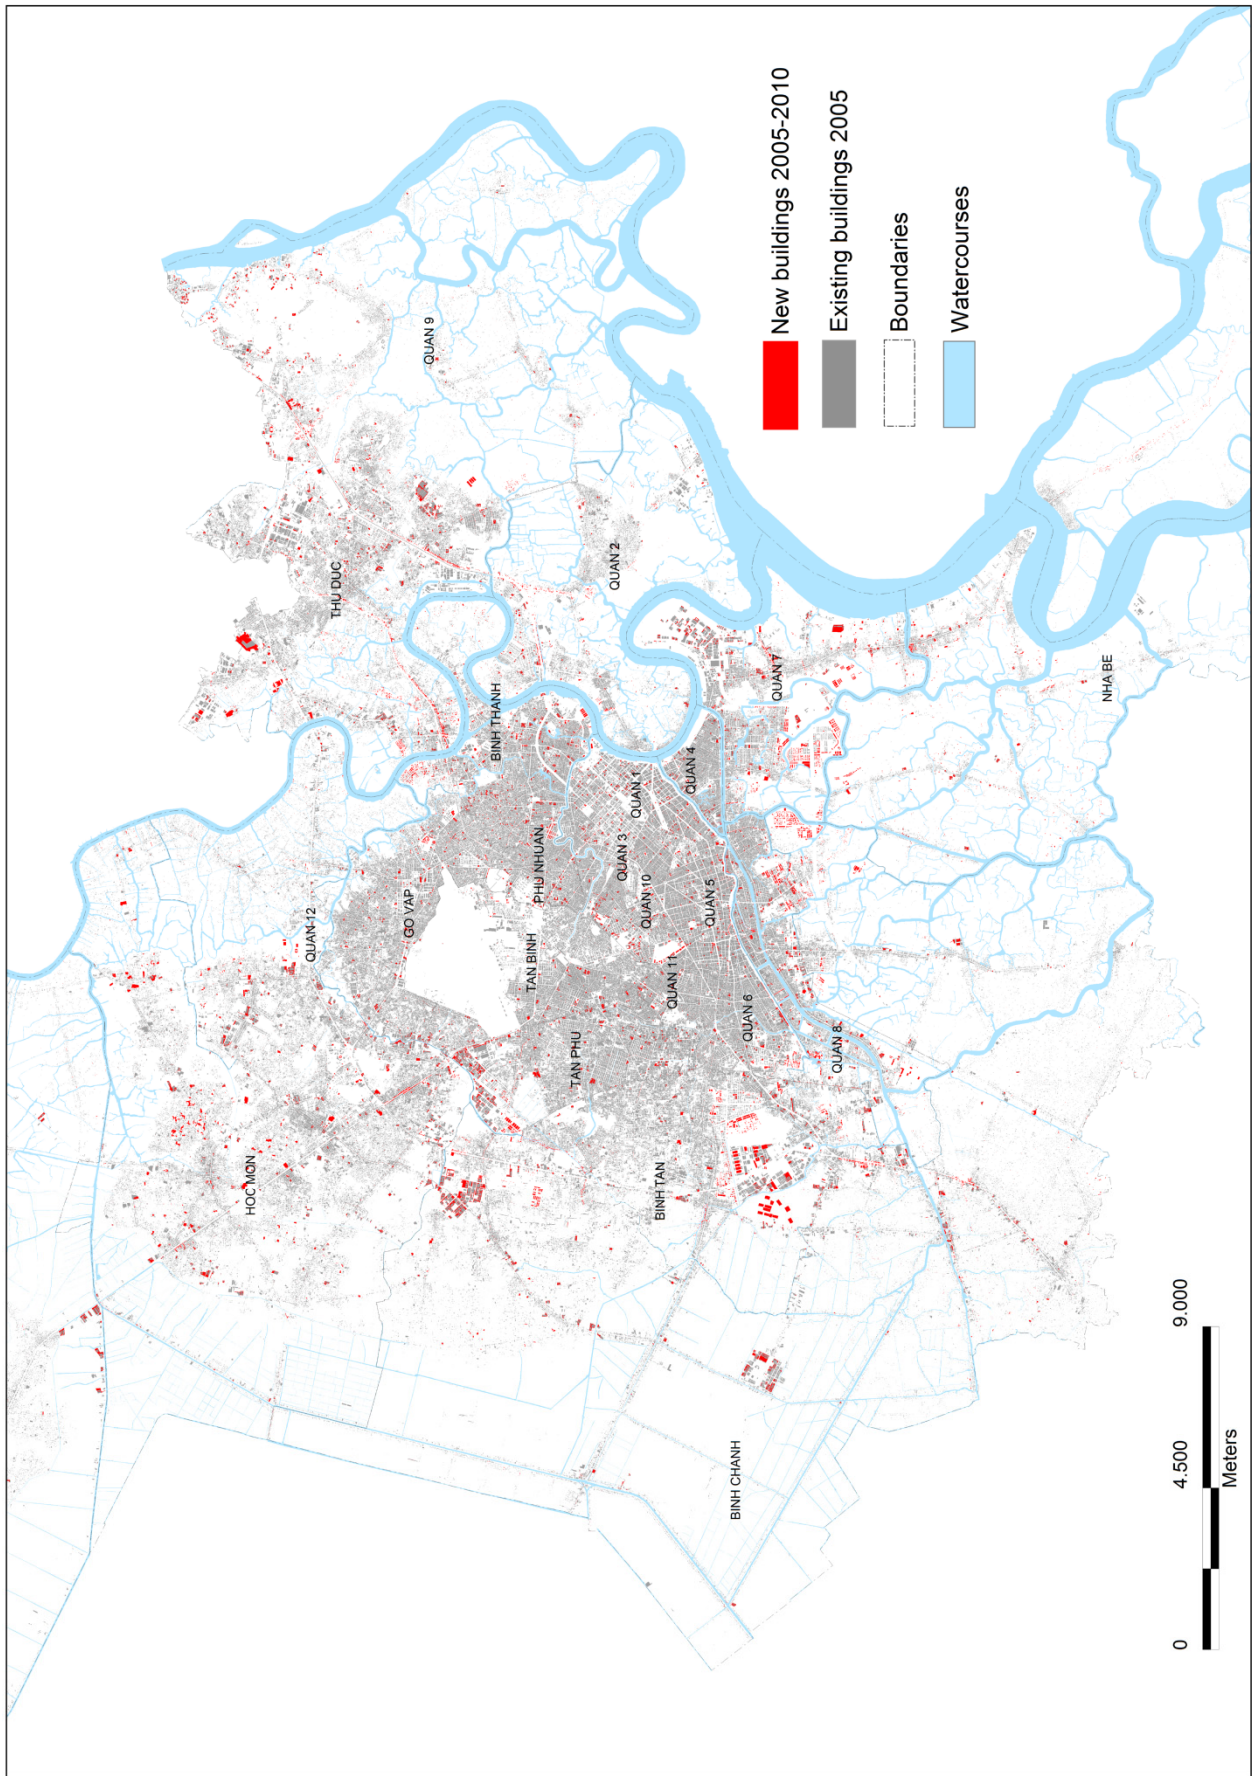 QUAN 9
THU DUC
QUAN 2
BINH THANH
QUAN 7
NHA BE
QUAN 4
QUAN 1
QUAN 3
PHU NHUAN
QUAN 10
QUAN 5
GO VAP
QUAN 12
TAN BINH
QUAN 11
QUAN 6
QUAN 8
TAN PHU
HOC MON
BINH TAN
BINH CHANH
New buildings 2005-2010
Existing buildings 2005
Boundaries
Watercourses
0 4.500 9.000
Meters